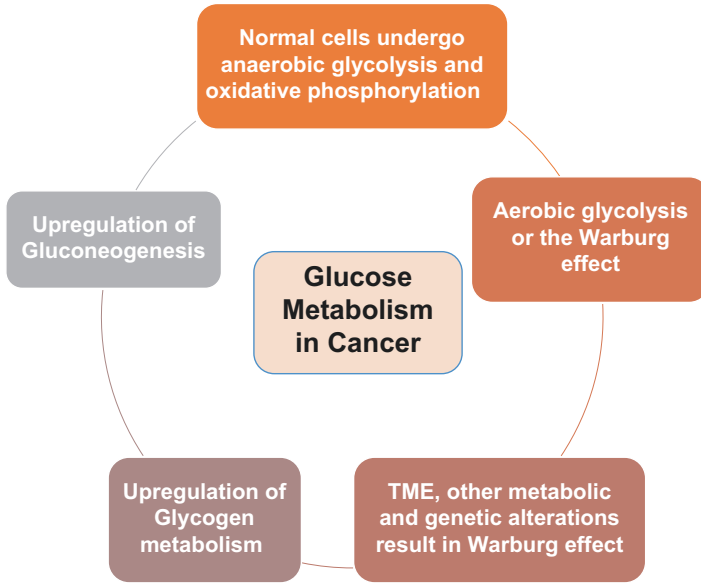 Normal cells undergo
anaerobic glycolysis and
oxidative phosphorylation
Aerobic glycolysis
or the Warburg
effect
TME, other metabolic
and genetic alterations
result in Warburg effect
Upregulation of
Glycogen
metabolism
Upregulation of
Gluconeogenesis
Glucose
Metabolism
in Cancer